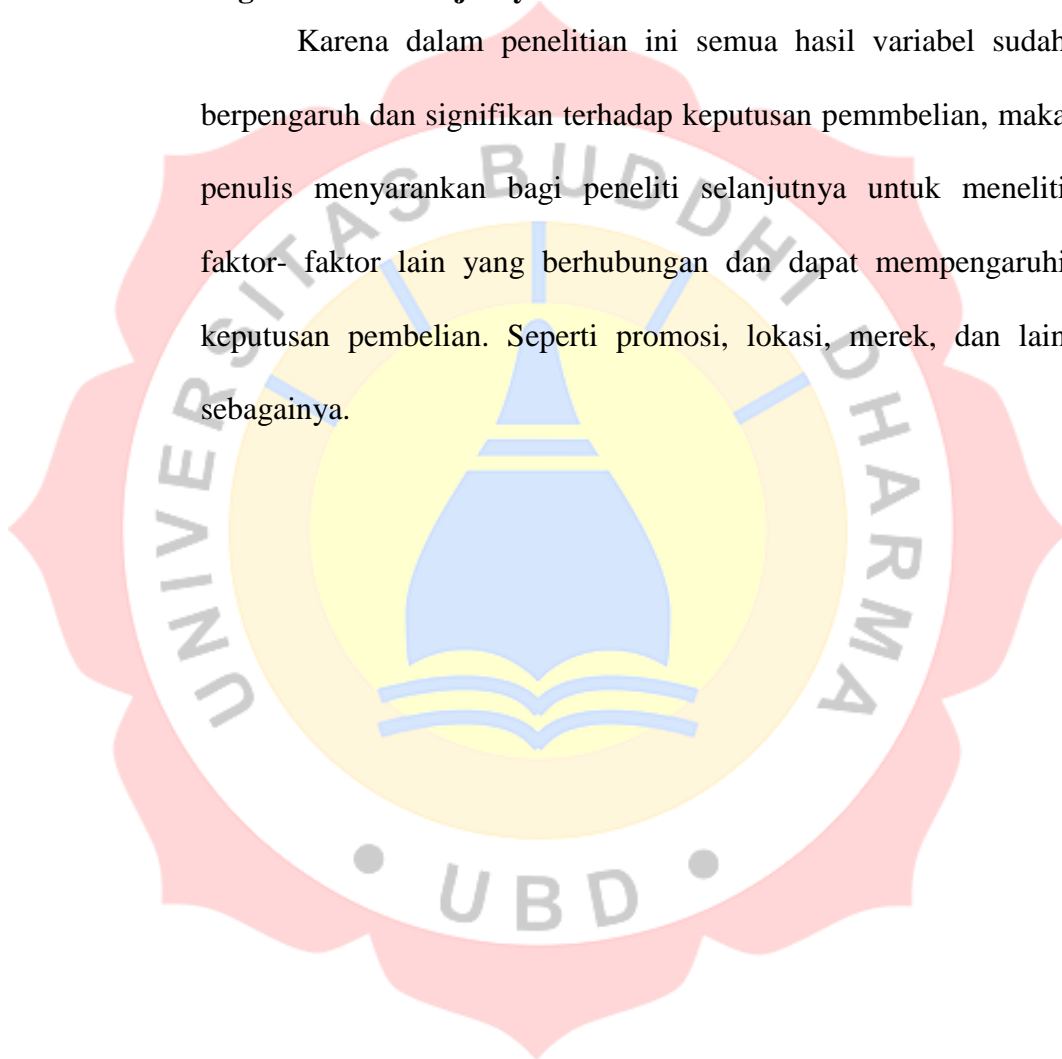 Karena dalam penelitian ini semua hasil variabel sudah
berpengaruh dan signifikan terhadap keputusan pemmbelian, maka
penulis menyarankan bagi peneliti selanjutnya untuk meneliti
faktor- faktor lain yang berhubungan dan dapat mempengaruhi
keputusan pembelian. Seperti promosi, lokasi, merek, dan lain
sebagainya.
UNIVERSITAS BUDDHI DHARMA
• UBD •